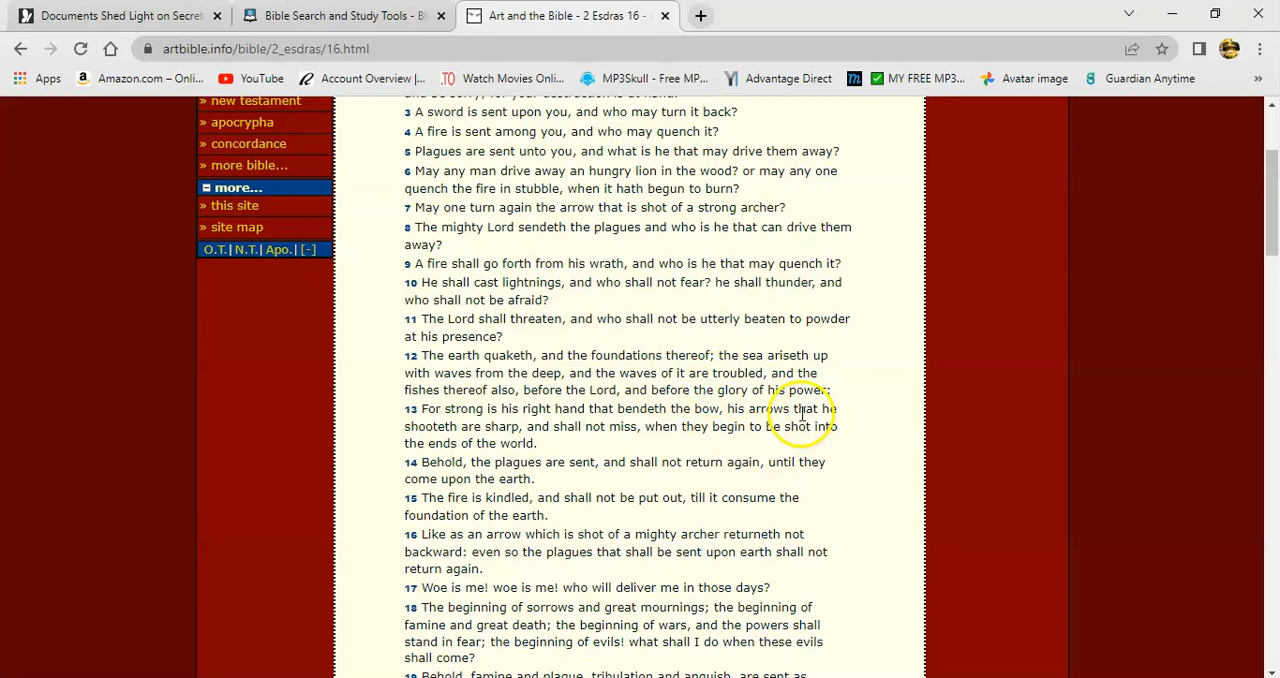 Documents Shed Light on Secret
Bible Search and Study Tools -
Art and the Bible - 2 Esdras 16 -
artbible.info/bible/2_esdras/16.html
Apps
Amazon.com – Onli...
YouTube
Account Overview |...
Watch Movies Onli...
MP3Skull - Free MP...
Advantage Direct
MY FREE MP3...
Avatar image
Guardian Anytime
»
» new testament
» apocrypha
» concordance
» more bible...
more...
» this site
» site map
O.T.| N.T.| Apo.| [-]
3 A sword is sent upon you, and who may turn it back?
4 A fire is sent among you, and who may quench it?
5 Plagues are sent unto you, and what is he that may drive them away?
6 May any man drive away an hungry lion in the wood? or may any one
quench the fire in stubble, when it hath begun to burn?
7 May one turn again the arrow that is shot of a strong archer?
8 The mighty Lord sendeth the plagues and who is he that can drive them
away?
9 A fire shall go forth from his wrath, and who is he that may quench it?
10 He shall cast lightnings, and who shall not fear? he shall thunder, and
who shall not be afraid?
11 The Lord shall threaten, and who shall not be utterly beaten to powder
at his presence?
12 The earth quaketh, and the foundations thereof; the sea ariseth up
with waves from the deep, and the waves of it are troubled, and the
fishes thereof also, before the Lord, and before the glory of his power:
13 For strong is his right hand that bendeth the bow, his arrows that he
shooteth are sharp, and shall not miss, when they begin to be shot into
the ends of the world.
14 Behold, the plagues are sent, and shall not return again, until they
come upon the earth.
15 The fire is kindled, and shall not be put out, till it consume the
foundation of the earth.
16 Like as an arrow which is shot of a mighty archer returneth not
backward: even so the plagues that shall be sent upon earth shall not
return again.
17 Woe is me! woe is me! who will deliver me in those days?
18 The beginning of sorrows and great mournings; the beginning of
famine and great death; the beginning of wars, and the powers shall
stand in fear; the beginning of evils! what shall I do when these evils
shall come?
19 Behold, famine and plague, tribulation and anguish, are sent as